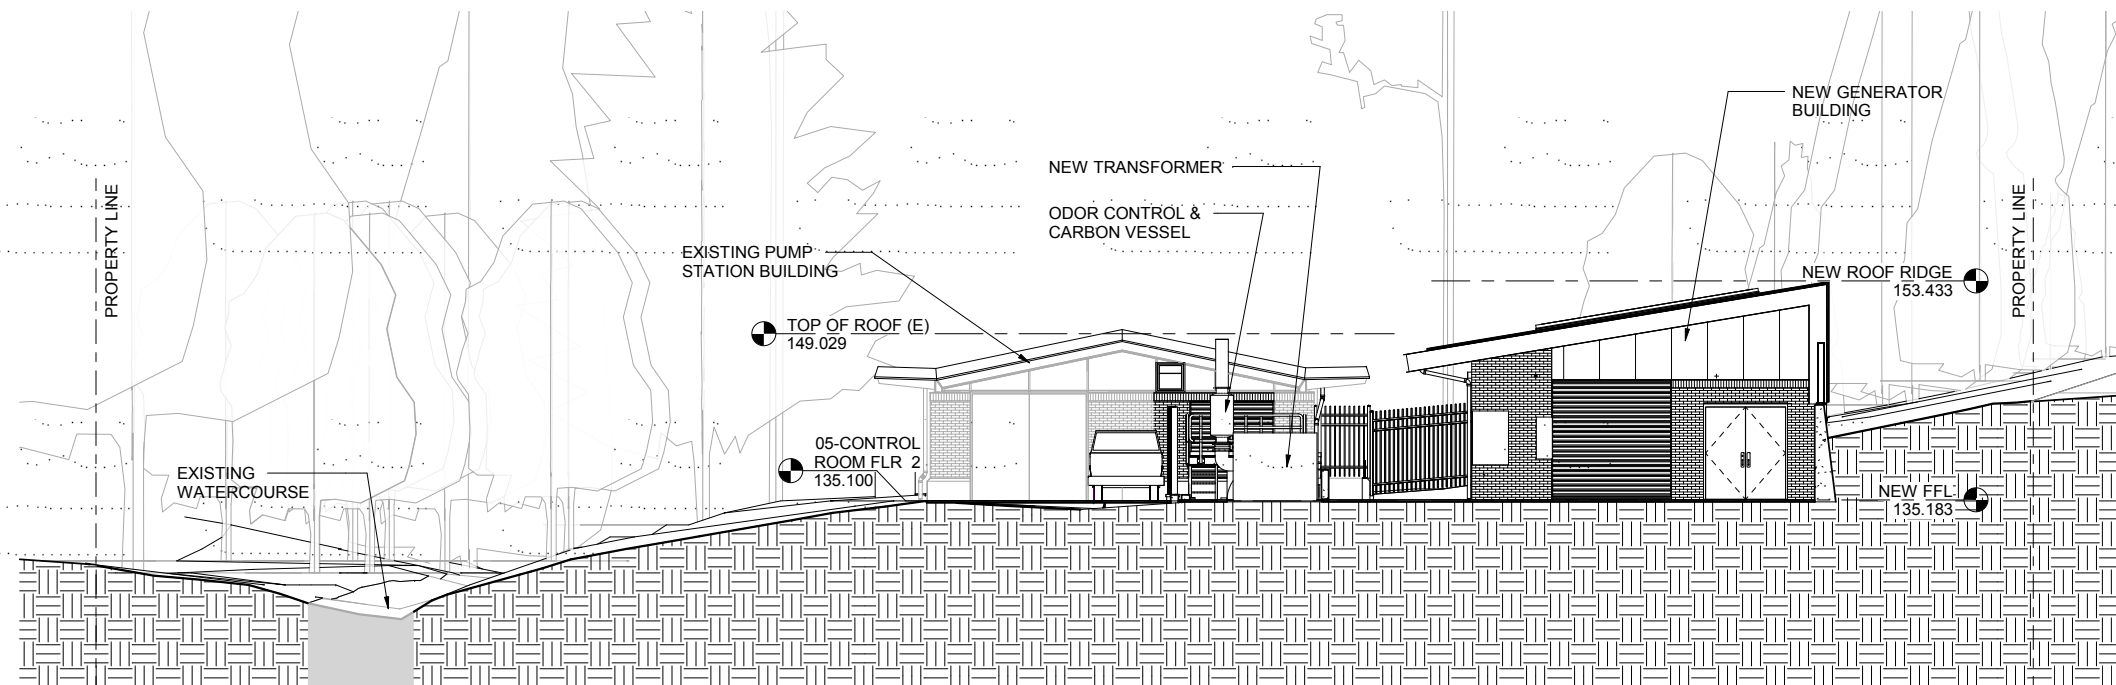 PROPERTY LINE
EXISTING
WATERCOURSE
EXISTING PUMP
STATION BUILDING
TOP OF ROOF (E)
149.029
05-CONTROL
ROOM FLR 2
135.100
NEW TRANSFORMER
ODOR CONTROL &
CARBON VESSEL
NEW GENERATOR
BUILDING
NEW ROOF RIDGE
153.433
NEW FFL
135.183
PROPERTY LINE